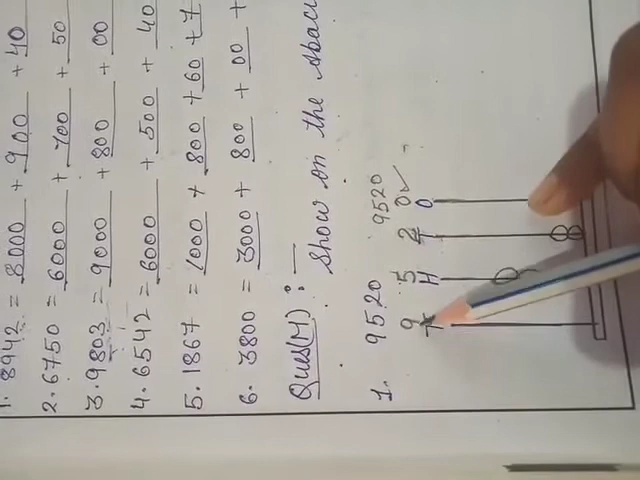 1. 8942 = 8000 + 900 + 40
2. 6750 = 6000 + 700 + 50
3. 9803 = 9000 + 800 + 00
4. 6542 = 6000 + 500 + 40
5. 1867 = 1000 + 800 + 60 + 7
6. 3800 = 3000 + 800 + 00 +
Ques(H) :- Show on the abaci
1. 9520 9520
9 5 2 0
Th H T O